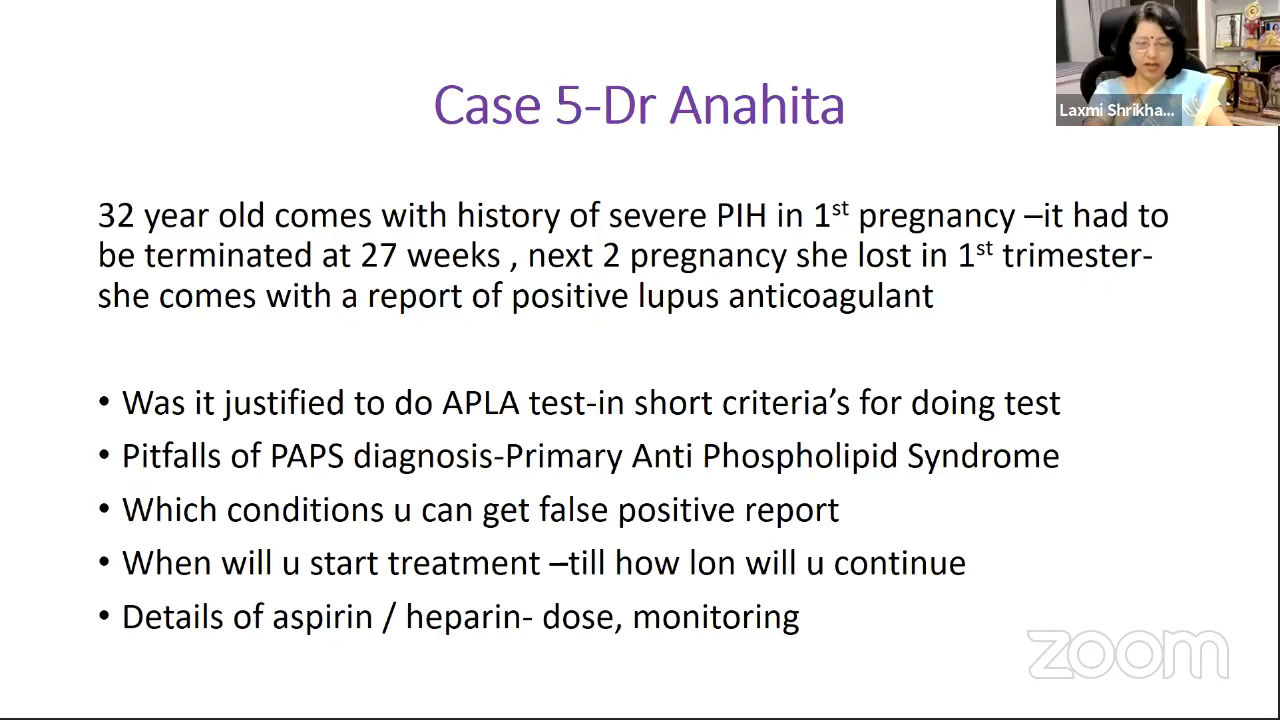 Case 5-Dr Anahita
Laxmi Shrikha...
32 year old comes with history of severe PIH in 1st pregnancy –it had to
be terminated at 27 weeks , next 2 pregnancy she lost in 1st trimester-
she comes with a report of positive lupus anticoagulant
• Was it justified to do APLA test-in short criteria’s for doing test
• Pitfalls of PAPS diagnosis-Primary Anti Phospholipid Syndrome
• Which conditions u can get false positive report
• When will u start treatment –till how lon will u continue
• Details of aspirin / heparin- dose, monitoring
zoom